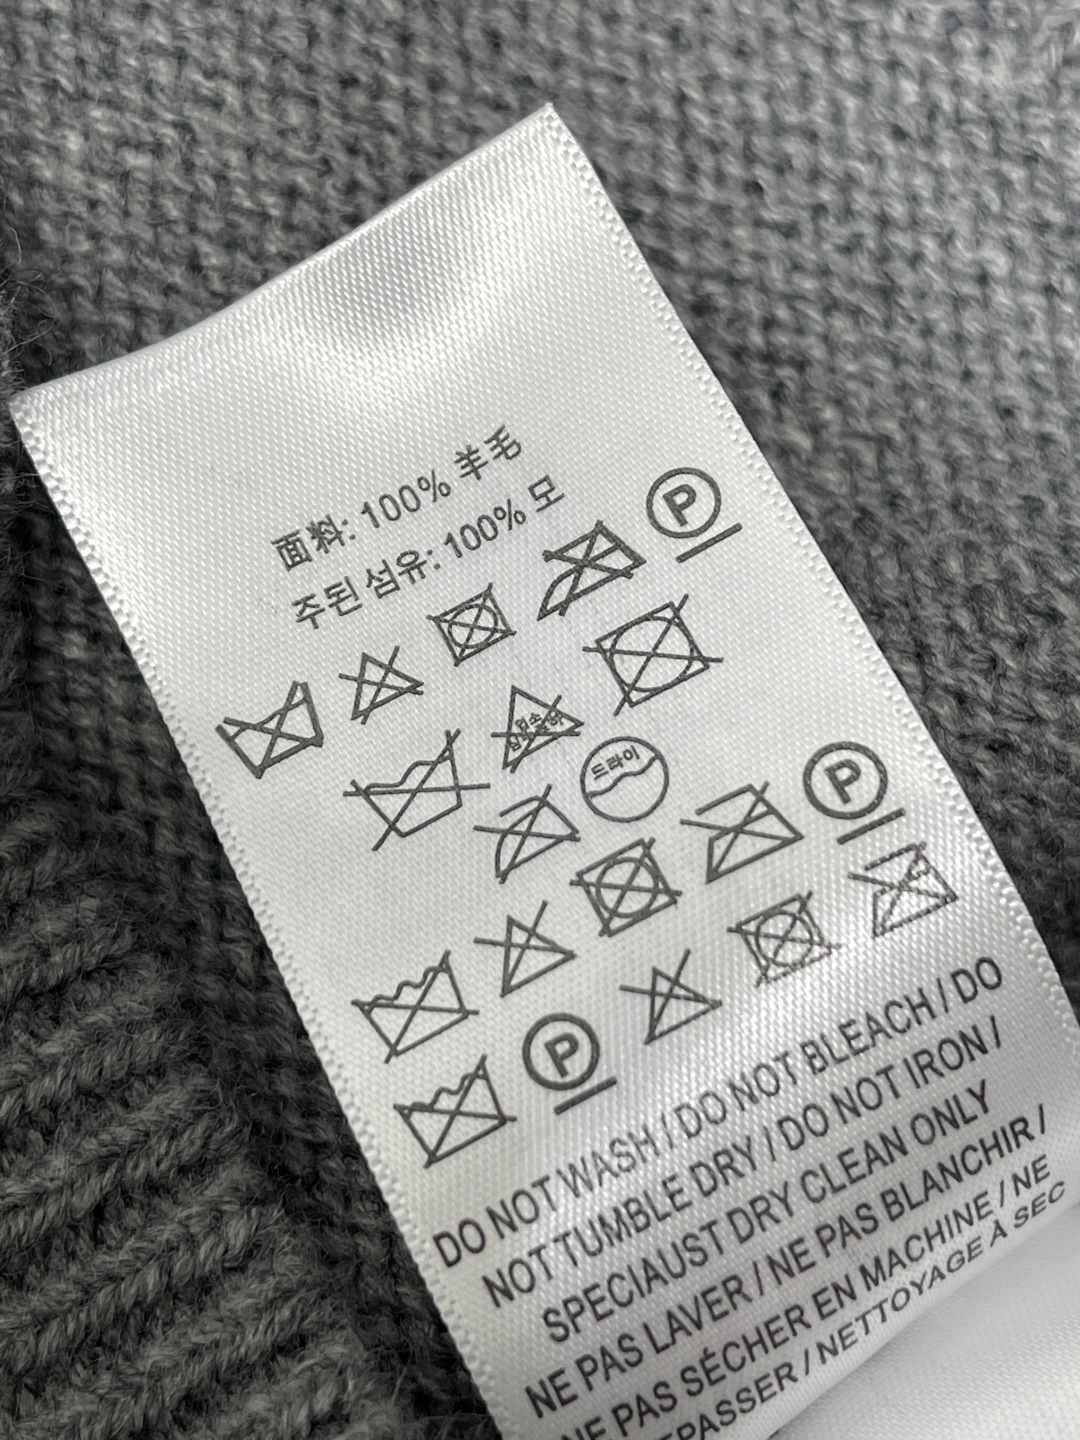 面料: 100% 羊毛
주된 섬유: 100% 모
P
드라이
P
P
DO NOT WASH / DO NOT BLEACH / DO
NOT TUMBLE DRY / DO NOT IRON /
SPECIAUST DRY CLEAN ONLY
NE PAS LAVER / NE PAS BLANCHIR /
NE PAS SÉCHER EN MACHINE / NE
EPASSER / NETTOYAGE À SEC